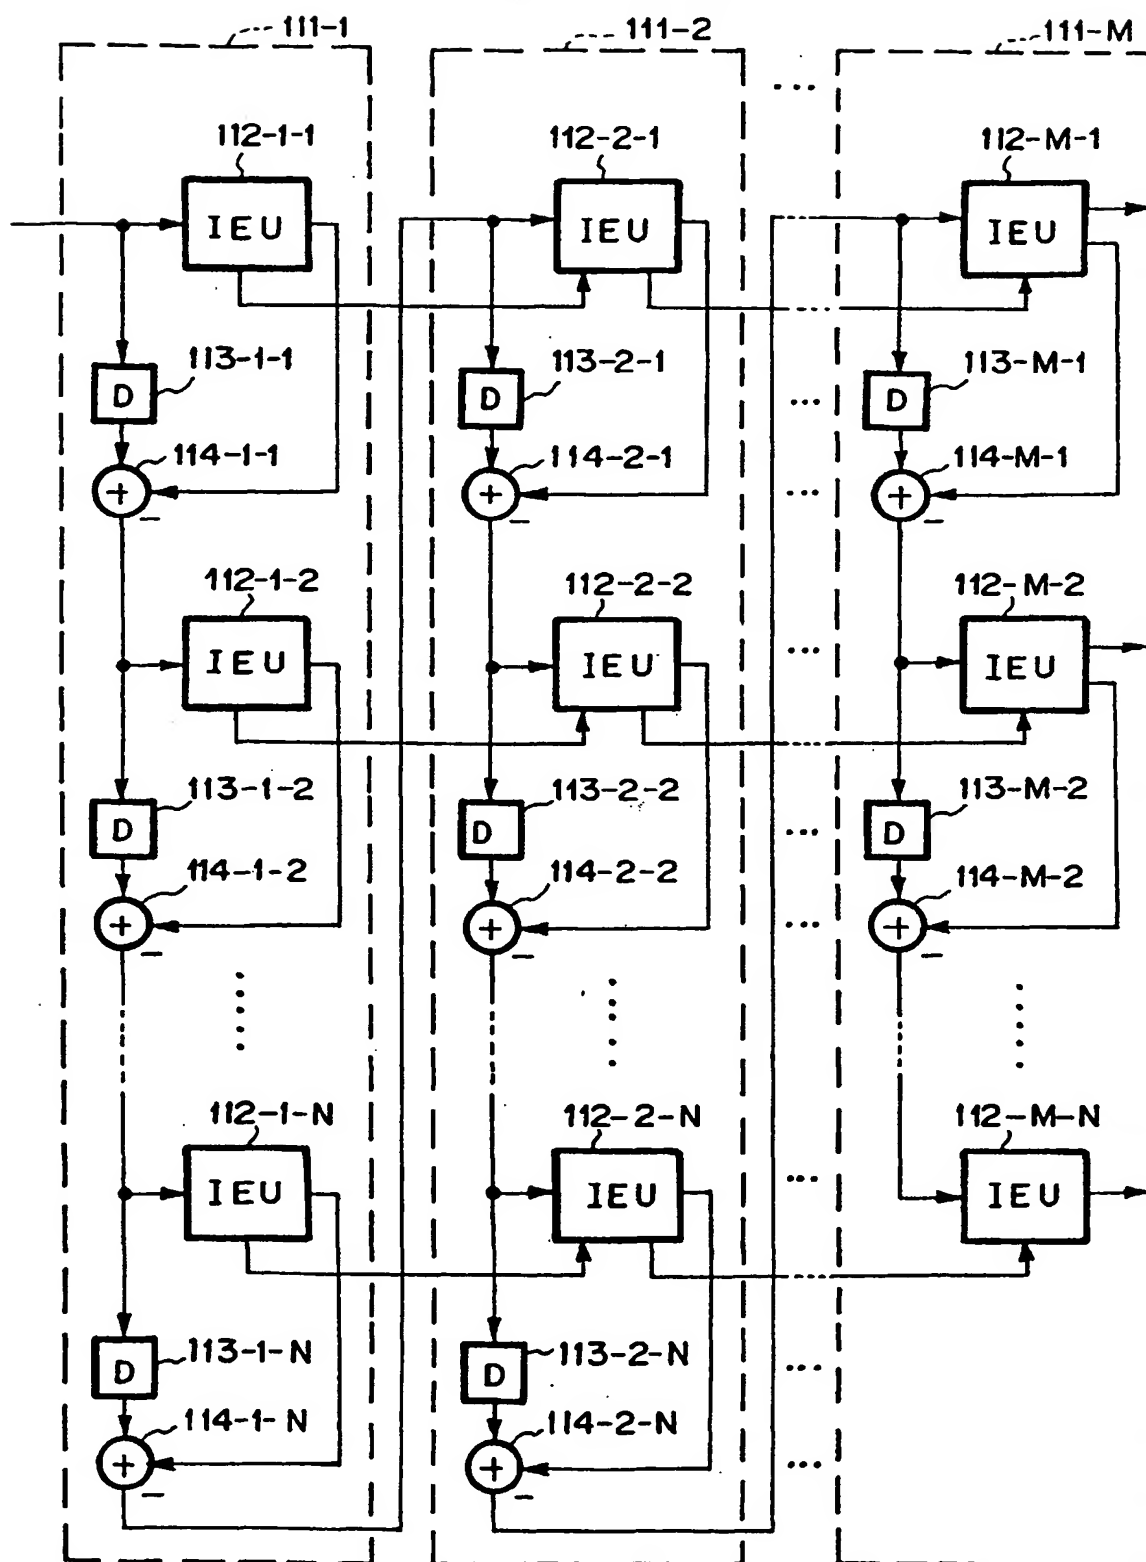 111-1 111-2 ... 111-M
112-1-1 112-2-1 112-M-1
IEU IEU IEU
...
113-1-1 113-2-1 113-M-1
D D ... D
114-1-1 114-2-1 114-M-1
+ + ... +
− − −
112-1-2 112-2-2 112-M-2
IEU IEU ... IEU
...
113-1-2 113-2-2 113-M-2
D D ... D
114-1-2 114-2-2 114-M-2
+ + ... +
− − −
112-1-N 112-2-N 112-M-N
IEU IEU ... IEU
...
113-1-N 113-2-N
D D ...
114-1-N 114-2-N
+ + ...
− −